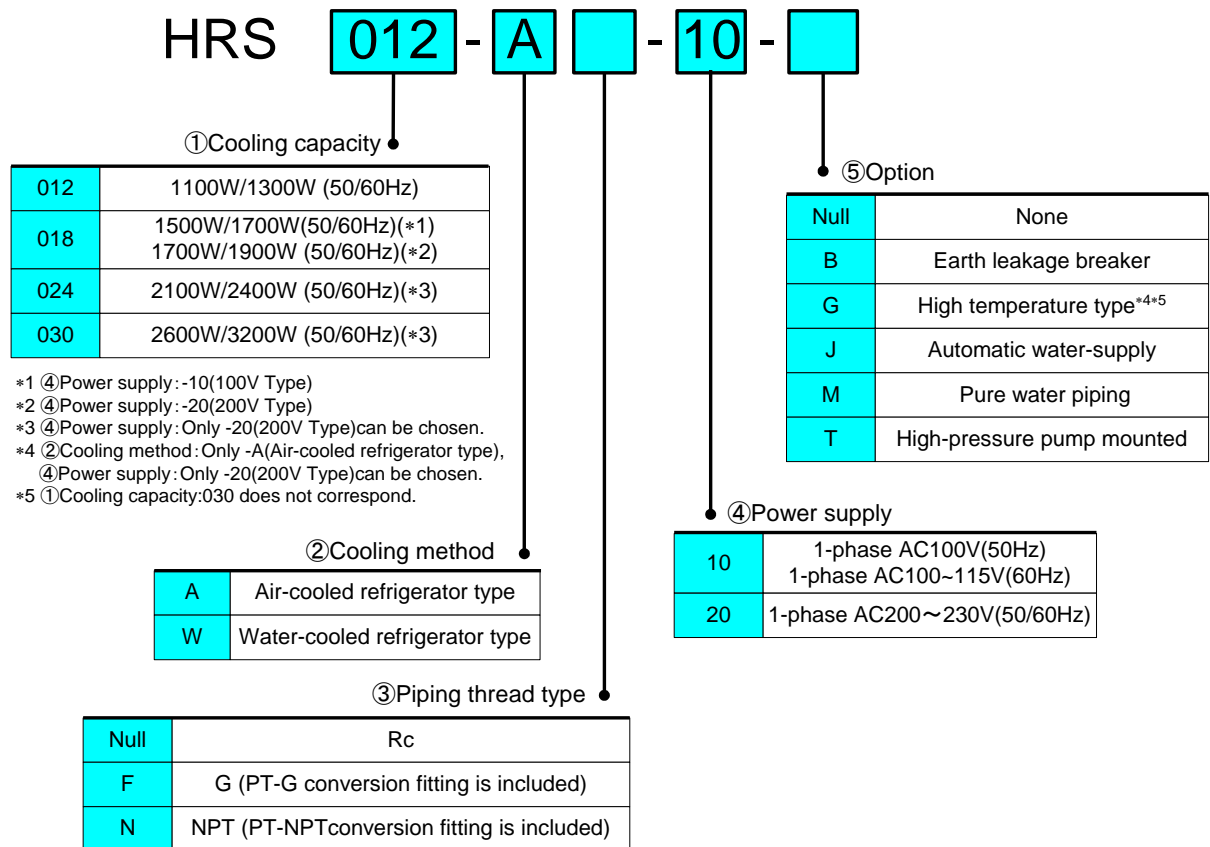 HRS 012 - A - 10 -
①Cooling capacity
012 1100W/1300W (50/60Hz)
018 1500W/1700W(50/60Hz)(*1)
1700W/1900W (50/60Hz)(*2)
024 2100W/2400W (50/60Hz)(*3)
030 2600W/3200W (50/60Hz)(*3)
*1 ④Power supply:-10(100V Type)
*2 ④Power supply:-20(200V Type)
*3 ④Power supply:Only -20(200V Type)can be chosen.
*4 ②Cooling method:Only -A(Air-cooled refrigerator type),
④Power supply:Only -20(200V Type)can be chosen.
*5 ①Cooling capacity:030 does not correspond.
⑤Option
Null None
B Earth leakage breaker
G High temperature type*4*5
J Automatic water-supply
M Pure water piping
T High-pressure pump mounted
④Power supply
10 1-phase AC100V(50Hz)
1-phase AC100~115V(60Hz)
20 1-phase AC200～230V(50/60Hz)
②Cooling method
A Air-cooled refrigerator type
W Water-cooled refrigerator type
③Piping thread type
Null Rc
F G (PT-G conversion fitting is included)
N NPT (PT-NPTconversion fitting is included)